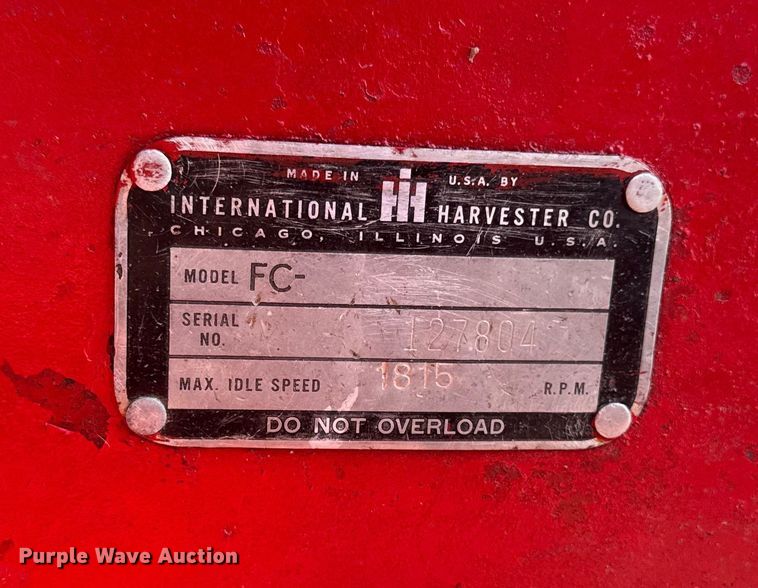 MADE IN IH U.S.A. BY
INTERNATIONAL HARVESTER CO.
CHICAGO, ILLINOIS U.S.A.
MODEL FC-
SERIAL NO. 127804
MAX. IDLE SPEED 1815 R.P.M.
DO NOT OVERLOAD
Purple Wave Auction